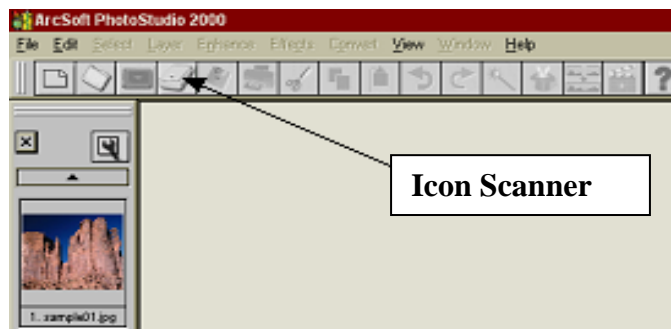 ArcSoft PhotoStudio 2000
File Edit Select Layer Enhance Effects Convert View Window Help
Icon Scanner
1. sample01.jpg